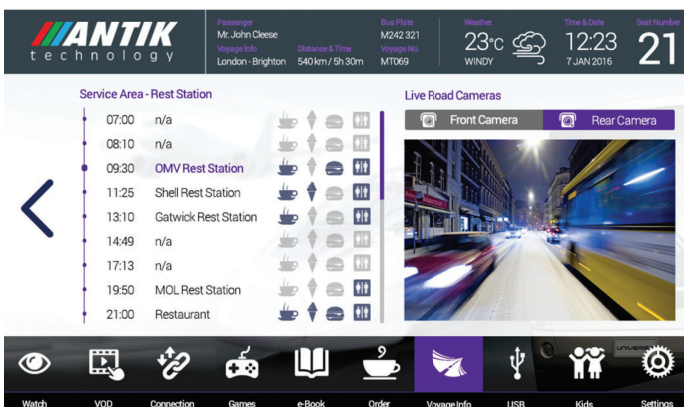 ANTIK
technology
Passenger
Mr. John Cleese
Voyage Info
London - Brighton
Distance & Time
540 km / 5h 30m
Bus Plate
M242 321
Voyage No.
MT069
Weather
23°C
WINDY
Time & Date
12:23
7 JAN 2016
Seat Number
21
Service Area - Rest Station
07:00 n/a
08:10 n/a
09:30 OMV Rest Station
11:25 Shell Rest Station
13:10 Gatwick Rest Station
14:49 n/a
17:13 n/a
19:50 MOL Rest Station
21:00 Restaurant
Live Road Cameras
Front Camera
Rear Camera
Watch
VOD
Connection
Games
e-Book
Order
Voyage Info
USB
Kids
Settings